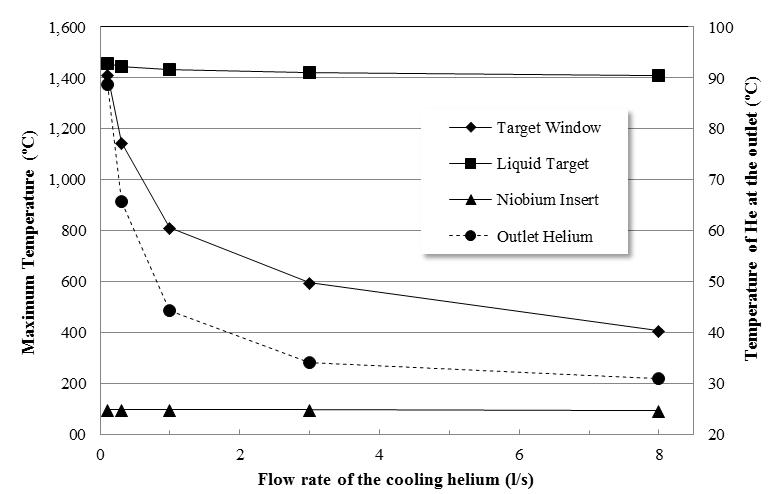 1,600
1,400
1,200
1,000
800
600
400
200
00
Maximum Temperature (ºC)
100
90
80
70
60
50
40
30
20
Temperature of He at the outlet (ºC)
Target Window
Liquid Target
Niobium Insert
Outlet Helium
0 2 4 6 8
Flow rate of the cooling helium (l/s)